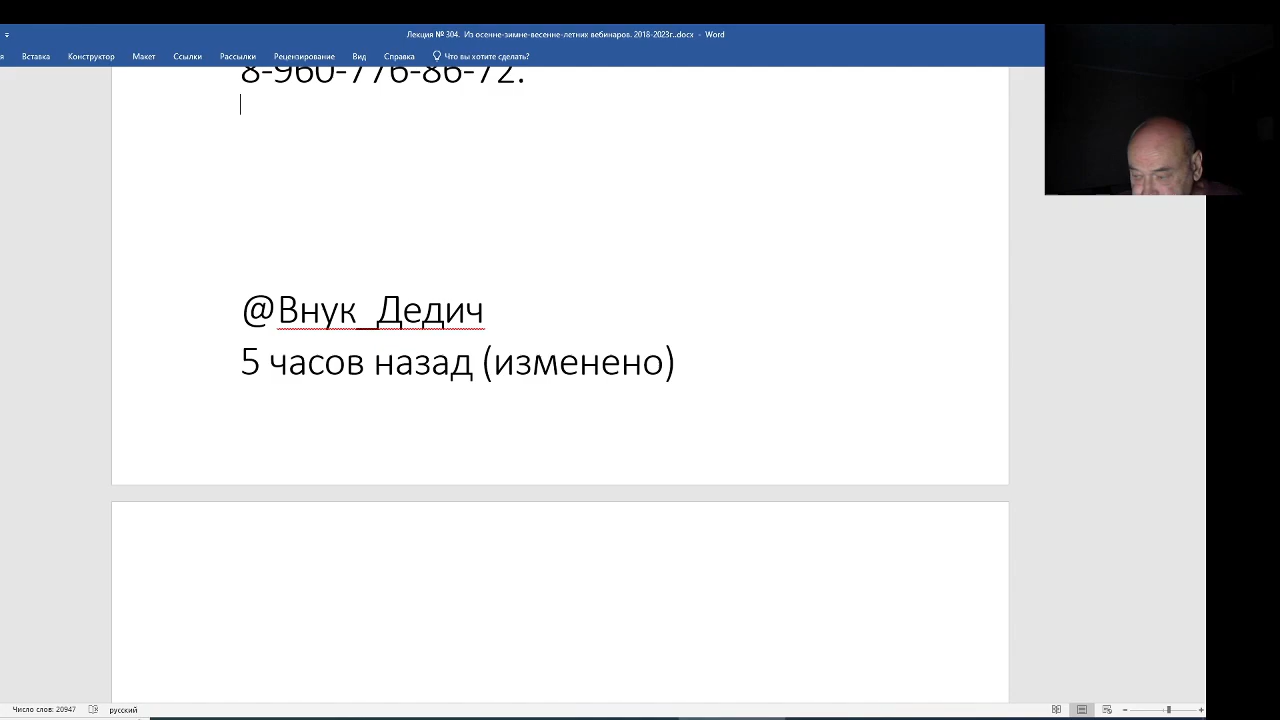 Лекция № 304.  Из осенне-зимне-весенне-летних вебинаров. 2018-2023г..docx  -  Word
я Вставка Конструктор Макет Ссылки Рассылки Рецензирование Вид Справка Что вы хотите сделать?
8-960-776-86-72.
@Внук_Дедич
5 часов назад (изменено)
Число слов: 20947 русский